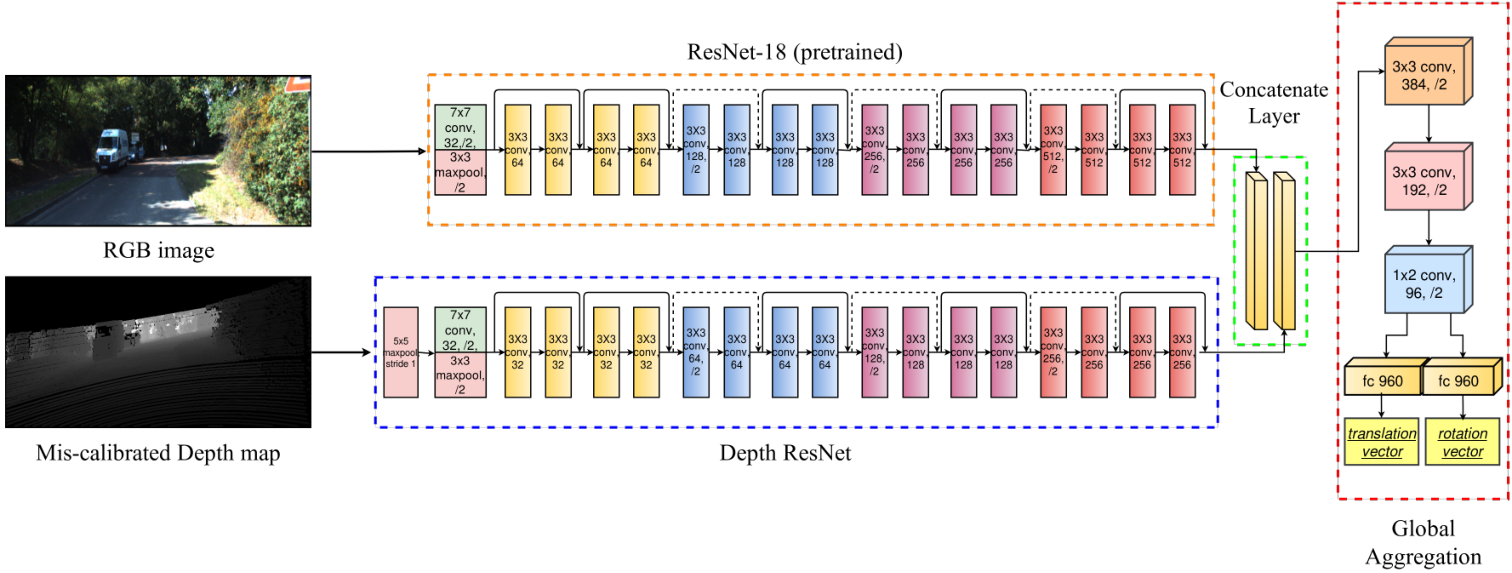 ResNet-18 (pretrained)
7x7
conv,
32,/2,
3x3
maxpool,
/2
3X3
conv,
64
3X3
conv,
64
3X3
conv,
64
3X3
conv,
64
3X3
conv,
128,
/2
3X3
conv,
128
3X3
conv,
128
3X3
conv,
128
3X3
conv,
256,
/2
3X3
conv,
256
3X3
conv,
256
3X3
conv,
256
3X3
conv,
512,
/2
3X3
conv,
512
3X3
conv,
512
3X3
conv,
512
RGB image
Concatenate
Layer
5x5
maxpool
stride 1
7x7
conv,
32, /2,
3x3
maxpool,
/2
3X3
conv,
32
3X3
conv,
32
3X3
conv,
32
3X3
conv,
32
3X3
conv,
64,
/2
3X3
conv,
64
3X3
conv,
64
3X3
conv,
64
3X3
conv,
128,
/2
3X3
conv,
128
3X3
conv,
128
3X3
conv,
128
3X3
conv,
256,
/2
3X3
conv,
256
3X3
conv,
256
3X3
conv,
256
Mis-calibrated Depth map
Depth ResNet
3x3 conv,
384, /2
3x3 conv,
192, /2
1x2 conv,
96, /2
fc 960
fc 960
translation
vector
rotation
vector
Global
Aggregation